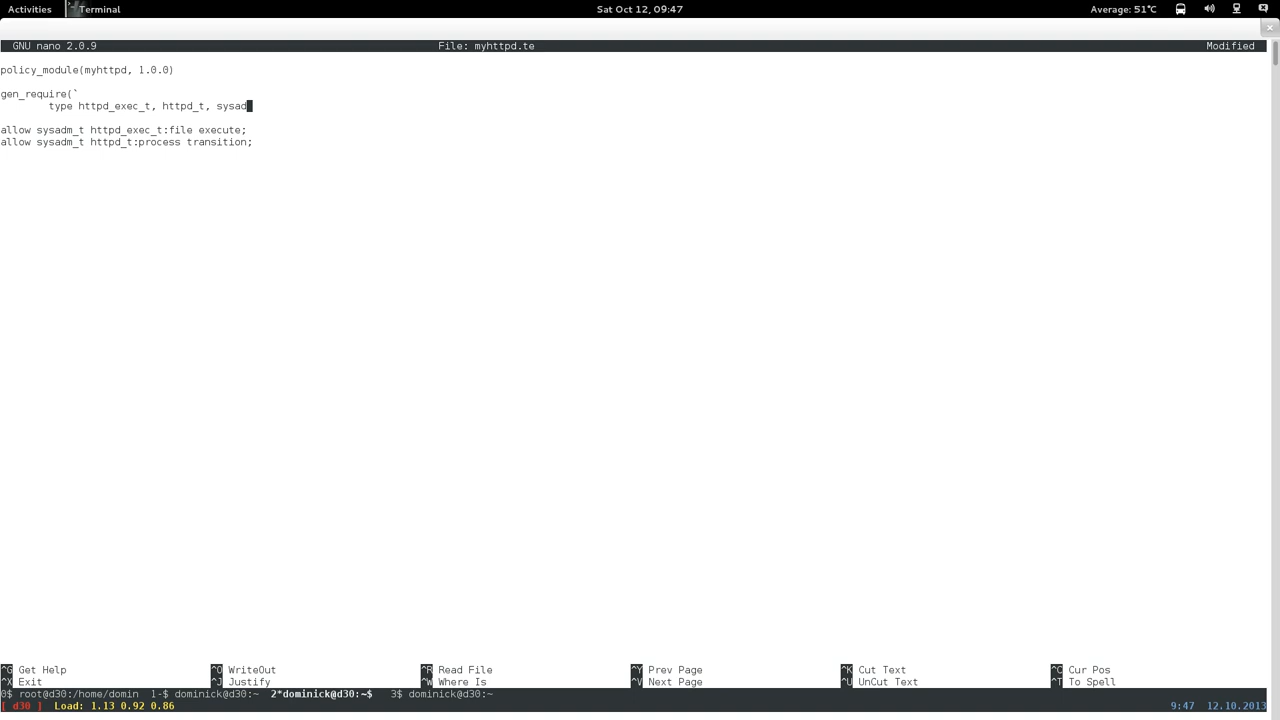 Activities Terminal Sat Oct 12, 09:47 Average: 51°C
GNU nano 2.0.9 File: myhttpd.te Modified
policy_module(myhttpd, 1.0.0)
gen_require(`
type httpd_exec_t, httpd_t, sysad
allow sysadm_t httpd_exec_t:file execute;
allow sysadm_t httpd_t:process transition;
^G Get Help ^O WriteOut ^R Read File ^Y Prev Page ^K Cut Text ^C Cur Pos
^X Exit ^J Justify ^W Where Is ^V Next Page ^U UnCut Text ^T To Spell
0$ root@d30:/home/domin 1-$ dominick@d30:~ 2*dominick@d30:~$ 3$ dominick@d30:~
[ d30 ] Load: 1.13 0.92 0.86 9:47 12.10.2013